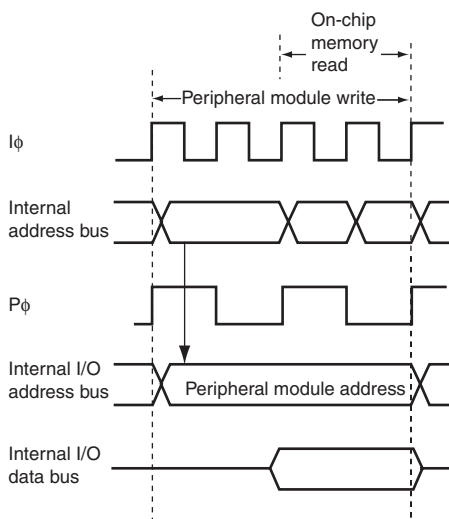 On-chip
memory
read
Peripheral module write
Iϕ
Internal
address bus
Pϕ
Internal I/O
address bus
Peripheral module address
Internal I/O
data bus